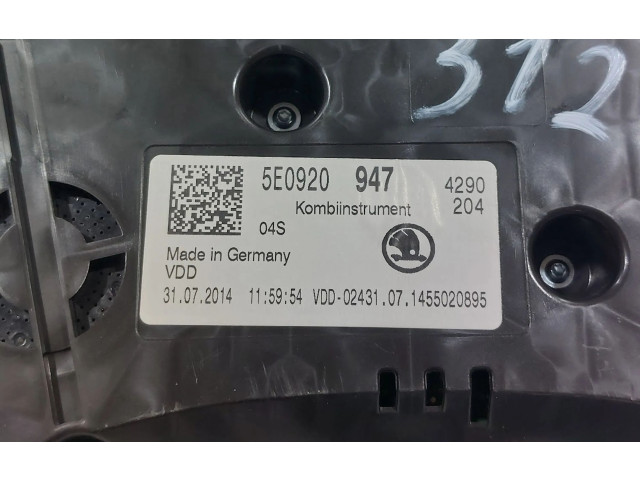 312
5E0920 947 4290
Kombiinstrument 204
04S
Made in Germany
VDD
31.07.2014 11:59:54 VDD-02431.07.1455020895